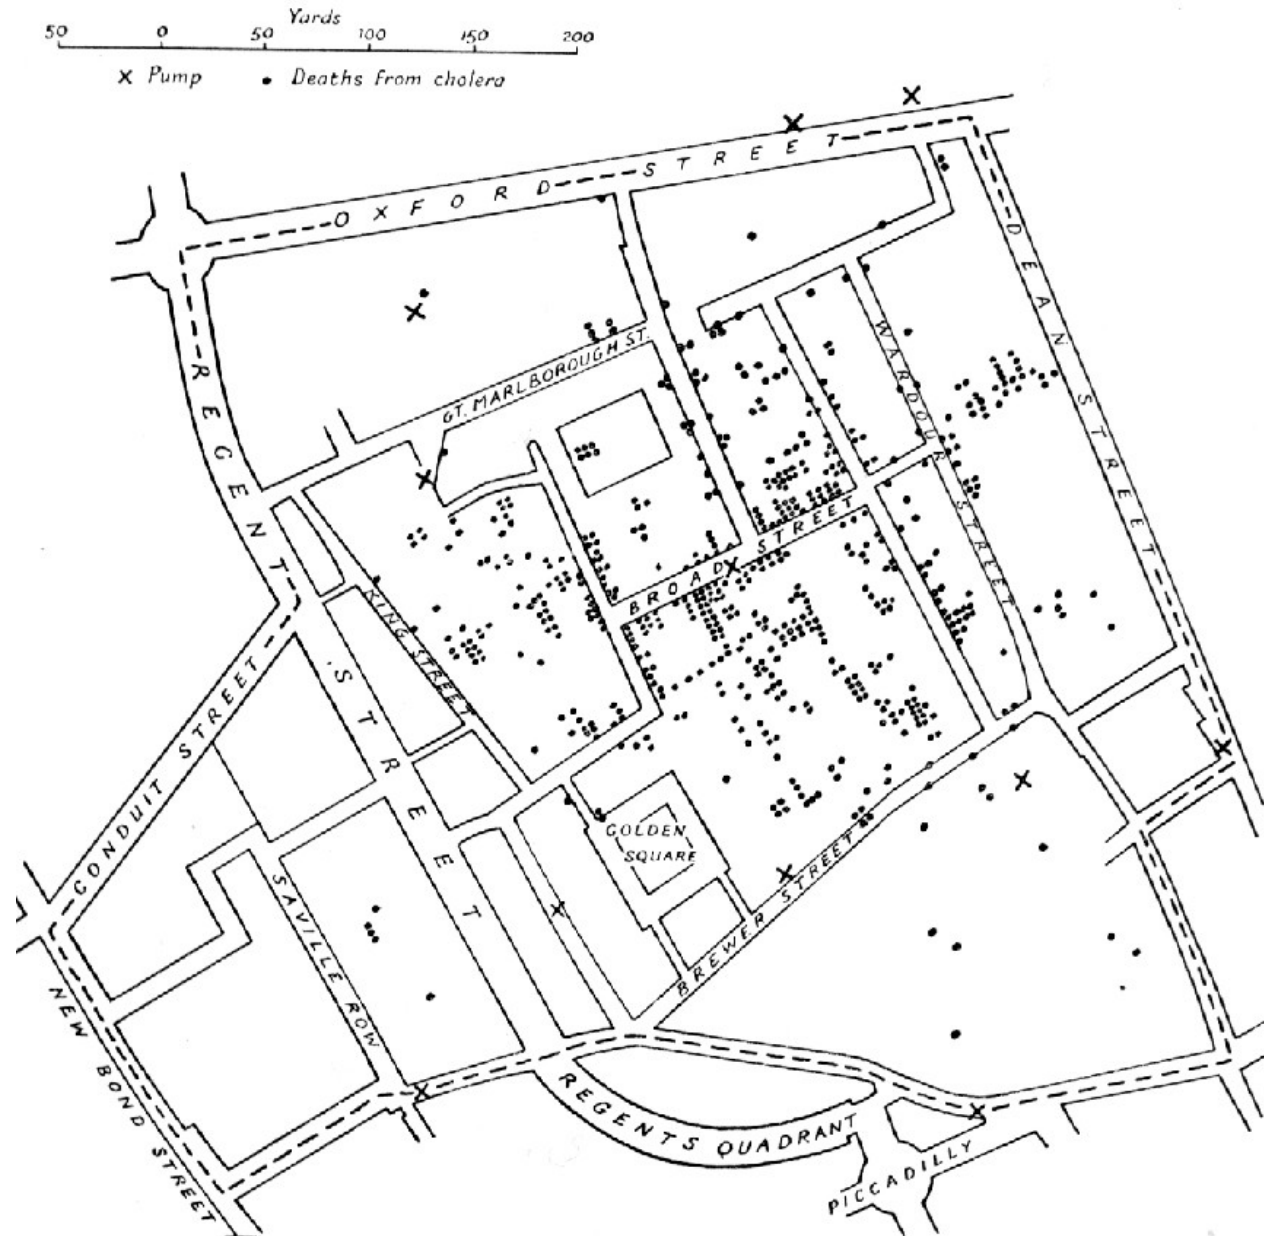 Yards
50 0 50 100 150 200
× Pump • Deaths from cholera
OXFORD STREET
DEAN STREET
REGENT STREET
GT. MARLBOROUGH ST.
WARDOUR STREET
BROAD STREET
KING STREET
CONDUIT STREET
GOLDEN
SQUARE
SAVILLE ROW
BREWER STREET
NEW BOND STREET
REGENTS QUADRANT
PICCADILLY